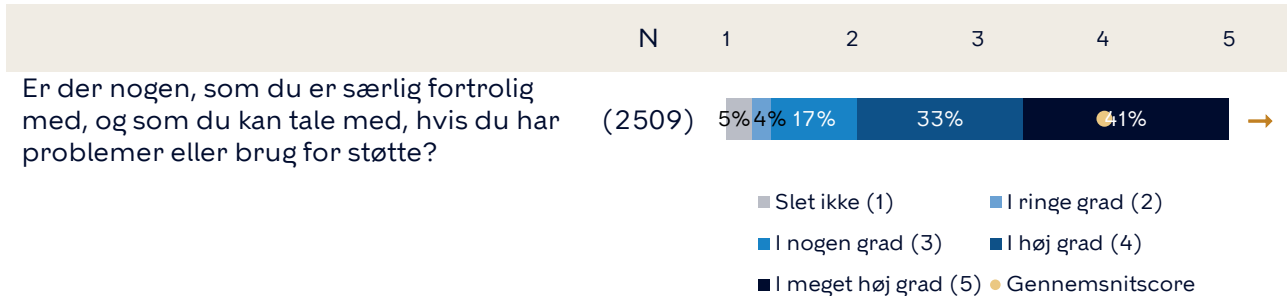 N 1 2 3 4 5
Er der nogen, som du er særlig fortrolig
med, og som du kan tale med, hvis du har
problemer eller brug for støtte?
(2509) 5% 4% 17% 33% 41%
Slet ikke (1) I ringe grad (2)
I nogen grad (3) I høj grad (4)
I meget høj grad (5) Gennemsnitscore